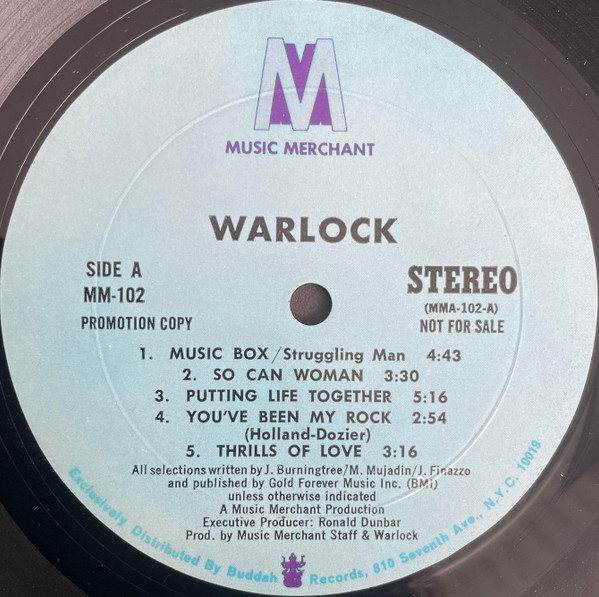 M
MUSIC MERCHANT
WARLOCK
SIDE A
MM-102
PROMOTION COPY
STEREO
(MMA-102-A)
NOT FOR SALE
1. MUSIC BOX/Struggling Man 4:43
2. SO CAN WOMAN 3:30
3. PUTTING LIFE TOGETHER 5:16
4. YOU'VE BEEN MY ROCK 2:54
(Holland-Dozier)
5. THRILLS OF LOVE 3:16
All selections written by J. Burningtree/M. Mujadin/J. Finazzo
and published by Gold Forever Music Inc. (BMI)
unless otherwise indicated
A Music Merchant Production
Executive Producer: Ronald Dunbar
Prod. by Music Merchant Staff & Warlock
Exclusively Distributed By Buddah Records, 810 Seventh Ave., N.Y.C. 10019